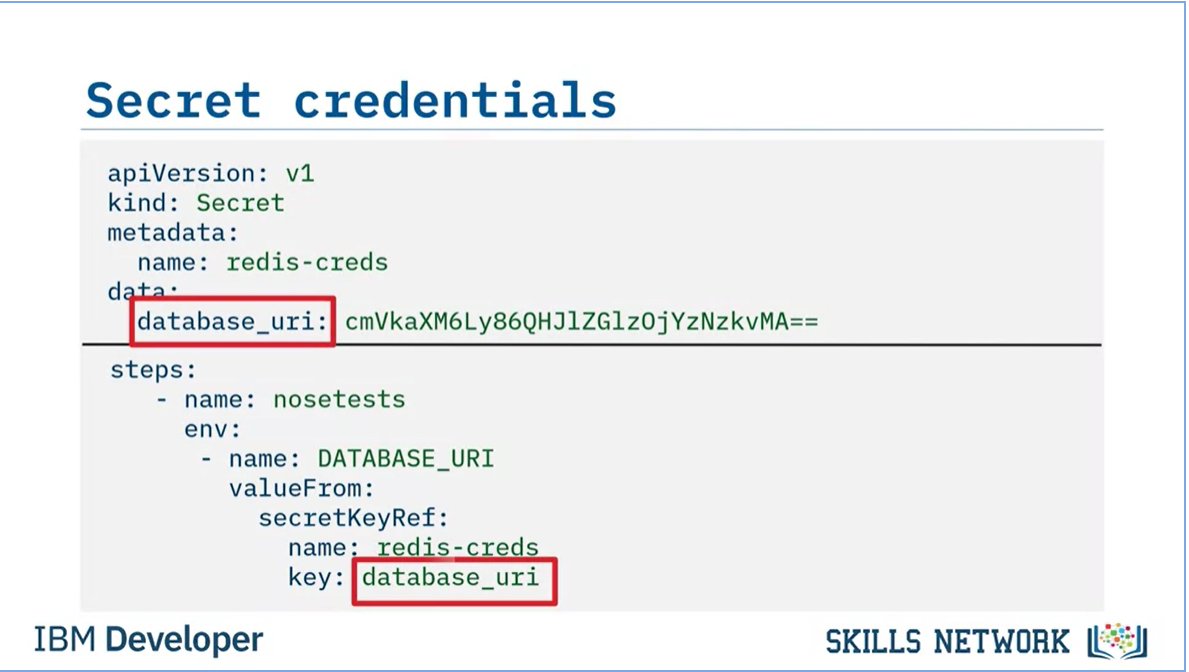 Secret credentials
apiVersion: v1
kind: Secret
metadata:
name: redis-creds
data:
database_uri: cmVkaXM6Ly86QHJlZGlzOjYzNzkvMA==
steps:
- name: nosetests
env:
- name: DATABASE_URI
valueFrom:
secretKeyRef:
name: redis-creds
key: database_uri
IBM Developer
SKILLS NETWORK